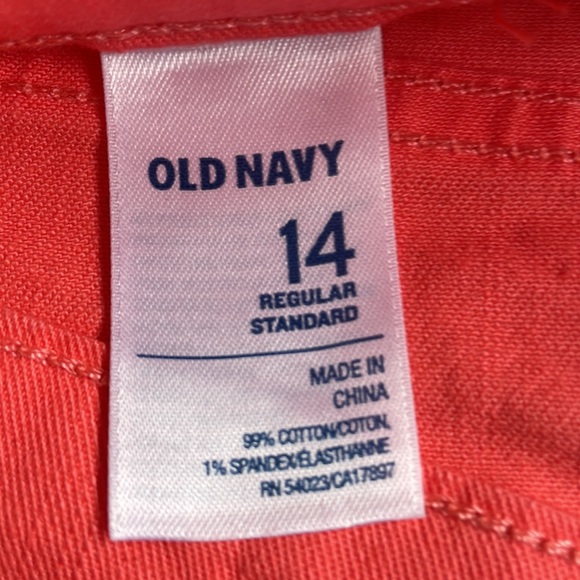 OLD NAVY
14
REGULAR
STANDARD
MADE IN
CHINA
99% COTTON/COTON,
1% SPANDEX/ÉLASTHANNE
RN 54023/CA17897